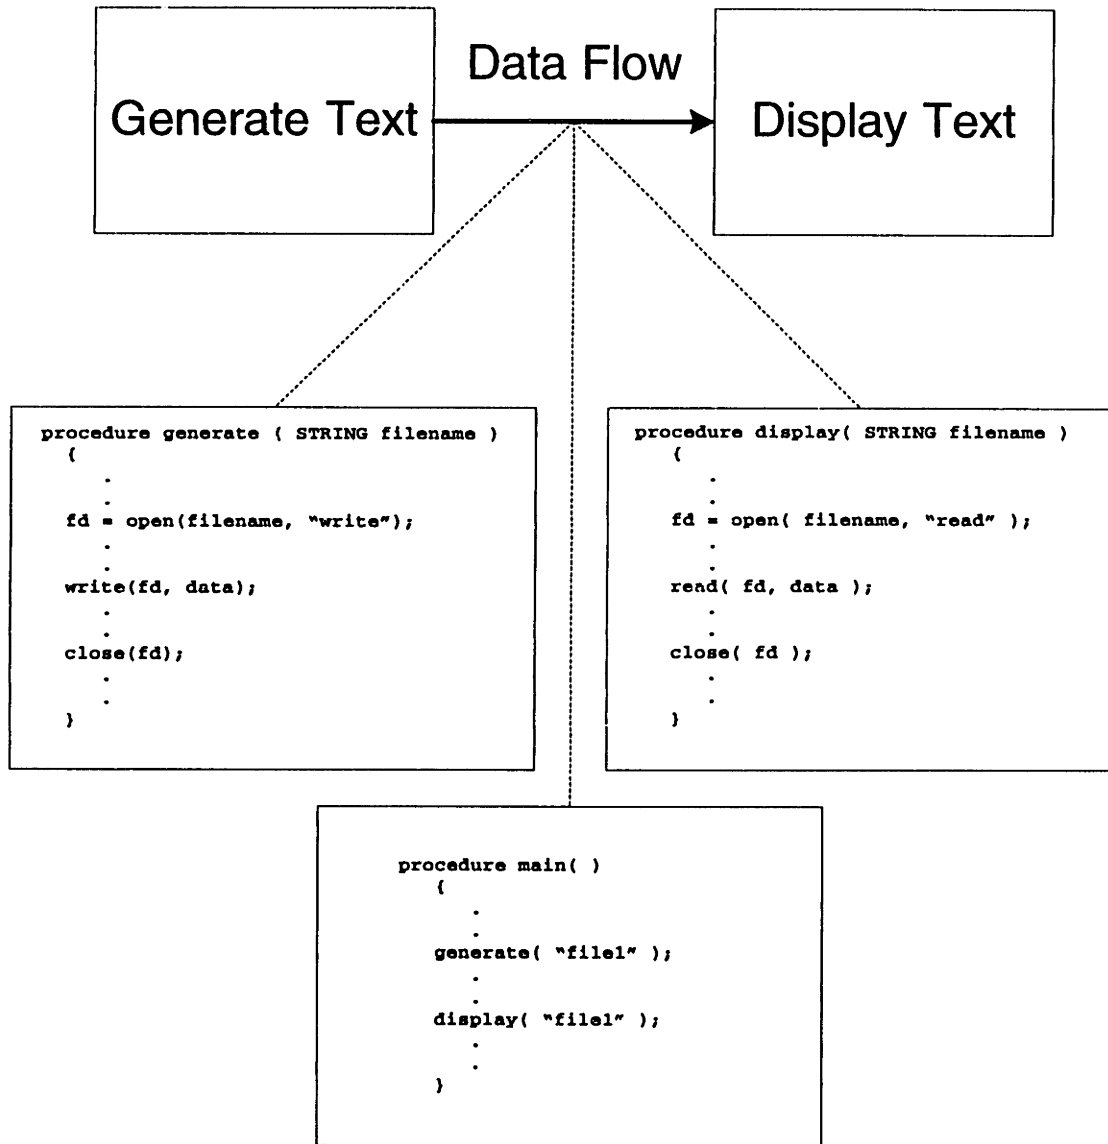 Generate Text
Data Flow
Display Text
procedure generate ( STRING filename )
{
.
.
fd = open(filename, "write");
.
.
write(fd, data);
.
.
close(fd);
.
.
}
procedure display( STRING filename )
{
.
.
fd = open( filename, "read" );
.
.
read( fd, data );
.
.
close( fd );
.
.
}
procedure main( )
{
.
.
generate( "file1" );
.
.
display( "file1" );
.
.
}